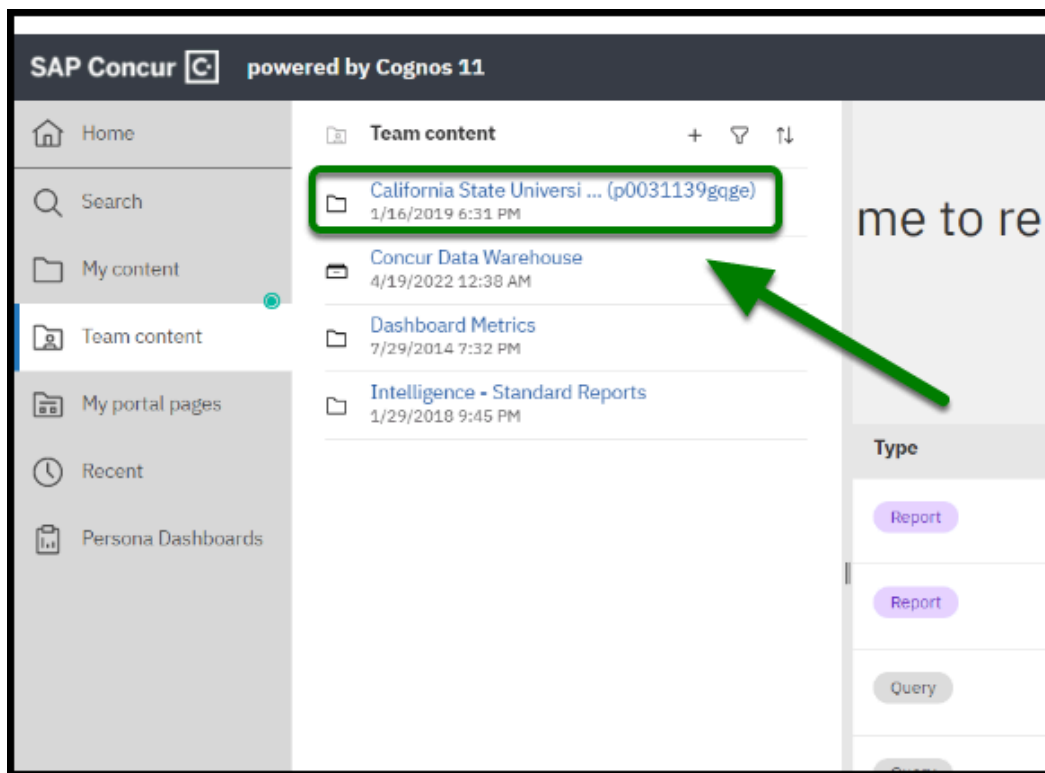 SAP Concur C. powered by Cognos 11
Home
Search
My content
Team content
My portal pages
Recent
Persona Dashboards
Team content
California State Universi ... (p0031139gqge)
1/16/2019 6:31 PM
Concur Data Warehouse
4/19/2022 12:38 AM
Dashboard Metrics
7/29/2014 7:32 PM
Intelligence - Standard Reports
1/29/2018 9:45 PM
me to re
Type
Report
Report
Query